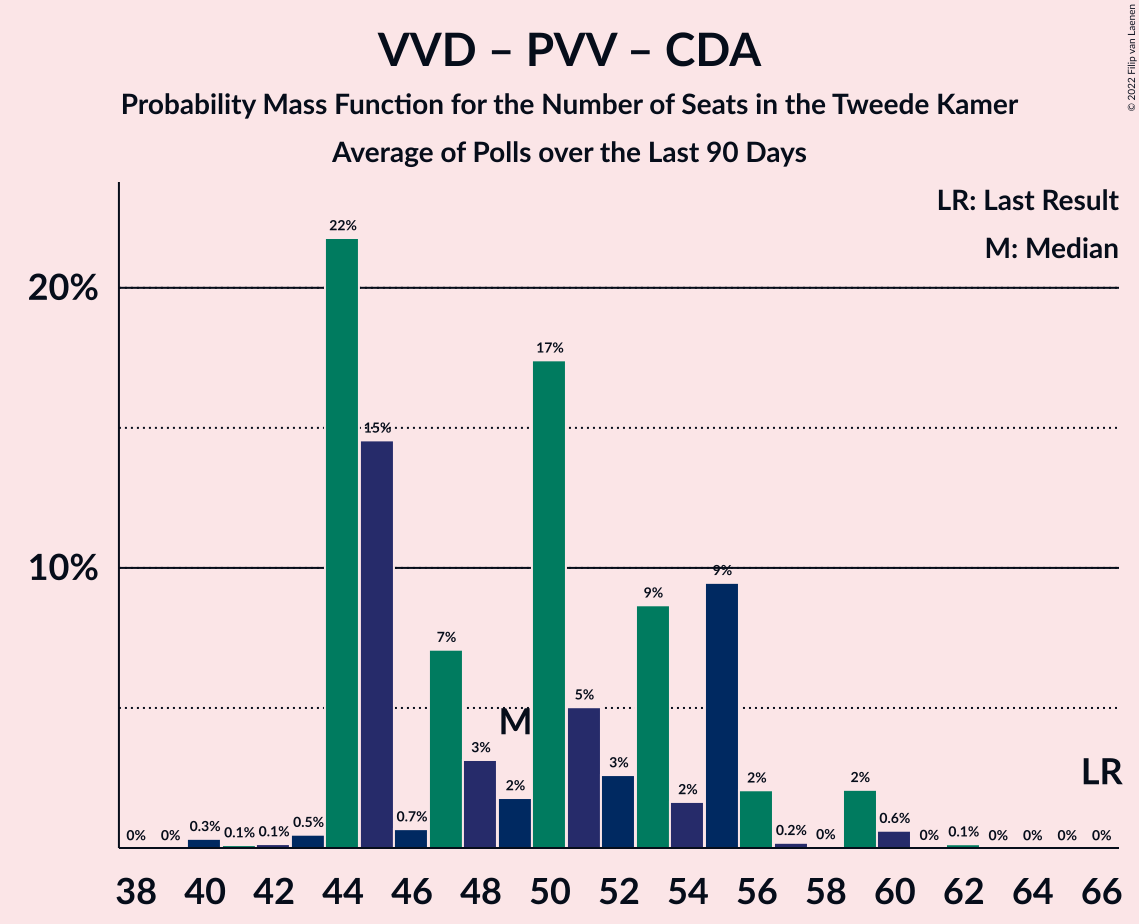 VVD – PVV – CDA
Probability Mass Function for the Number of Seats in the Tweede Kamer
Average of Polls over the Last 90 Days
© 2022 Filip van Laenen
LR: Last Result
M: Median
20%
10%
0% 0% 0.3% 0.1% 0.1% 0.5% 22% 15% 0.7% 7% 3% 2% 17% 5% 3% 9% 2% 9% 2% 0.2% 0% 2% 0.6% 0% 0.1% 0% 0% 0% 0%
M
LR
38 40 42 44 46 48 50 52 54 56 58 60 62 64 66